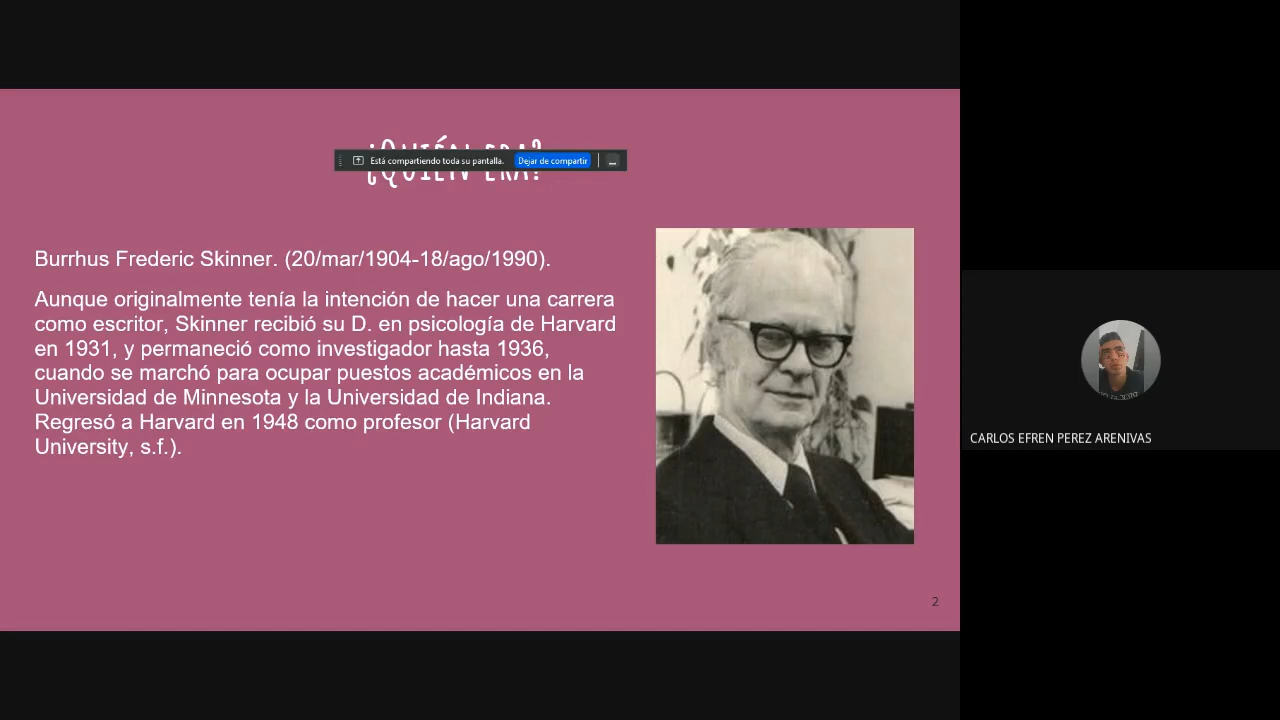 ¿QUIÉN ERA?
Está compartiendo toda su pantalla. Dejar de compartir
Burrhus Frederic Skinner. (20/mar/1904-18/ago/1990).
Aunque originalmente tenía la intención de hacer una carrera
como escritor, Skinner recibió su D. en psicología de Harvard
en 1931, y permaneció como investigador hasta 1936,
cuando se marchó para ocupar puestos académicos en la
Universidad de Minnesota y la Universidad de Indiana.
Regresó a Harvard en 1948 como profesor (Harvard
University, s.f.).
2
CARLOS EFREN PEREZ ARENIVAS